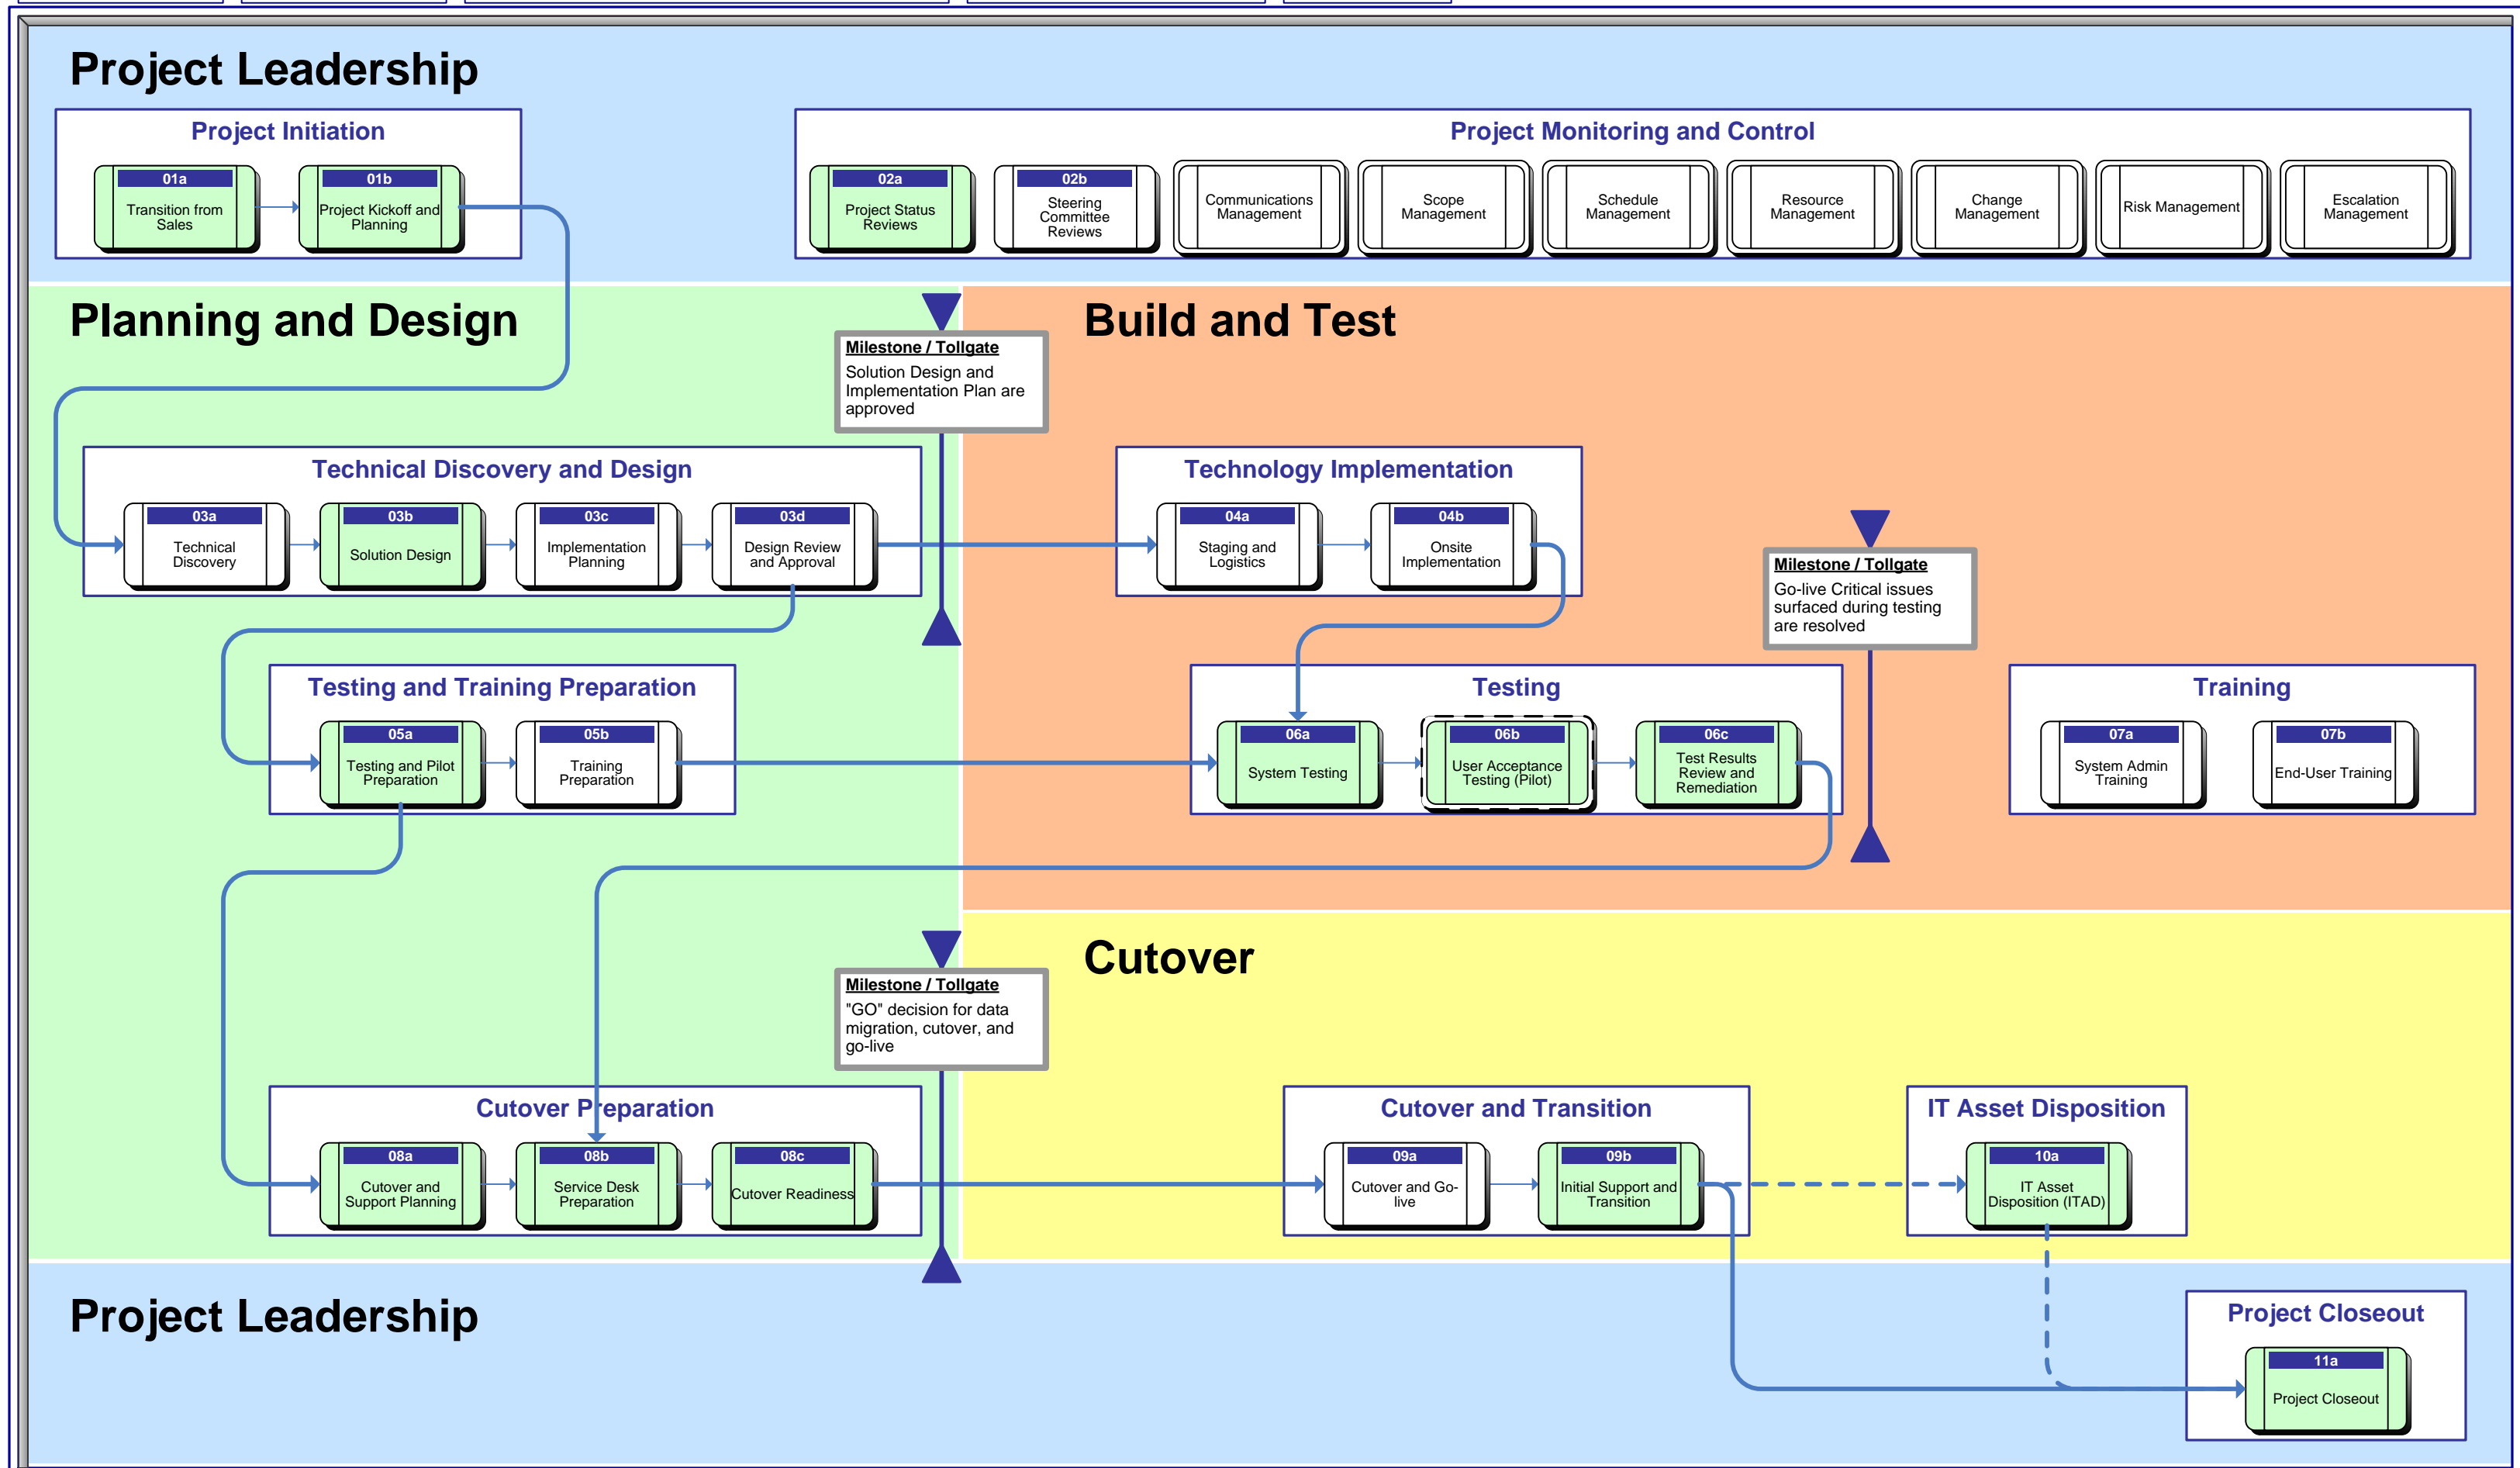 Project Leadership
Project Initiation
01a
Transition from
Sales
01b
Project Kickoff and
Planning
Project Monitoring and Control
02a
Project Status
Reviews
02b
Steering
Committee
Reviews
Communications
Management
Scope
Management
Schedule
Management
Resource
Management
Change
Management
Risk Management
Escalation
Management
Planning and Design
Milestone / Tollgate
Solution Design and
Implementation Plan are
approved
Build and Test
Technical Discovery and Design
03a
Technical
Discovery
03b
Solution Design
03c
Implementation
Planning
03d
Design Review
and Approval
Technology Implementation
04a
Staging and
Logistics
04b
Onsite
Implementation
Milestone / Tollgate
Go-live Critical issues
surfaced during testing
are resolved
Testing and Training Preparation
05a
Testing and Pilot
Preparation
05b
Training
Preparation
Testing
06a
System Testing
06b
User Acceptance
Testing (Pilot)
06c
Test Results
Review and
Remediation
Training
07a
System Admin
Training
07b
End-User Training
Milestone / Tollgate
"GO" decision for data
migration, cutover, and
go-live
Cutover
Cutover Preparation
08a
Cutover and
Support Planning
08b
Service Desk
Preparation
08c
Cutover Readiness
Cutover and Transition
09a
Cutover and Go-
live
09b
Initial Support and
Transition
IT Asset Disposition
10a
IT Asset
Disposition (ITAD)
Project Leadership
Project Closeout
11a
Project Closeout